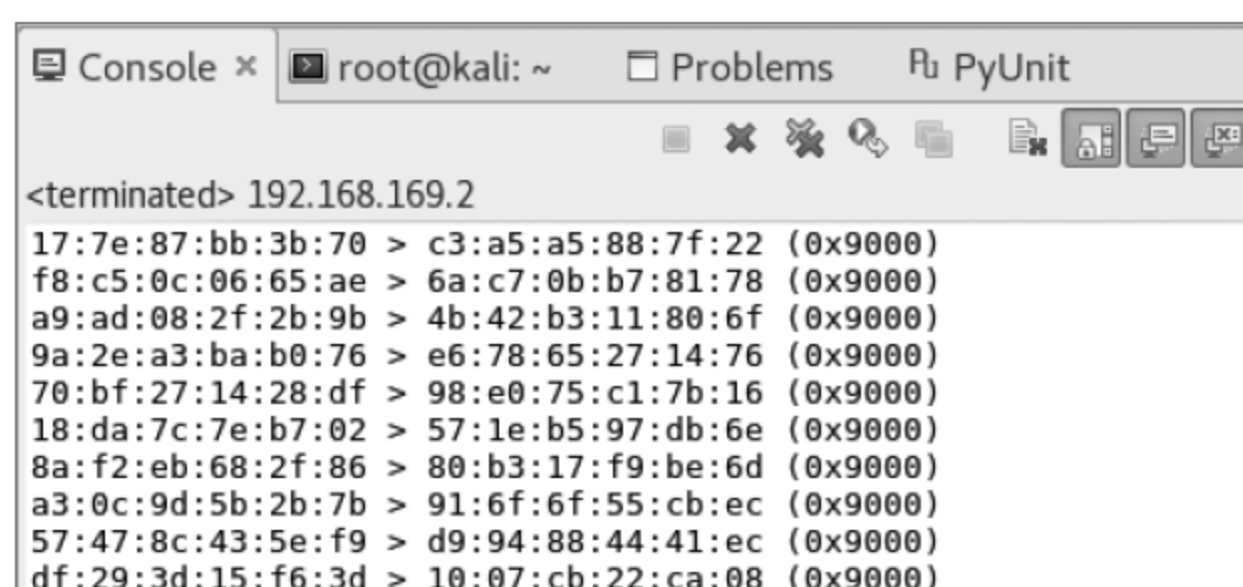 Console root@kali: ~ Problems PyUnit
<terminated> 192.168.169.2
17:7e:87:bb:3b:70 > c3:a5:a5:88:7f:22 (0x9000)
f8:c5:0c:06:65:ae > 6a:c7:0b:b7:81:78 (0x9000)
a9:ad:08:2f:2b:9b > 4b:42:b3:11:80:6f (0x9000)
9a:2e:a3:ba:b0:76 > e6:78:65:27:14:76 (0x9000)
70:bf:27:14:28:df > 98:e0:75:c1:7b:16 (0x9000)
18:da:7c:7e:b7:02 > 57:1e:b5:97:db:6e (0x9000)
8a:f2:eb:68:2f:86 > 80:b3:17:f9:be:6d (0x9000)
a3:0c:9d:5b:2b:7b > 91:6f:6f:55:cb:ec (0x9000)
57:47:8c:43:5e:f9 > d9:94:88:44:41:ec (0x9000)
df:29:3d:15:f6:3d > 10:07:cb:22:ca:08 (0x9000)